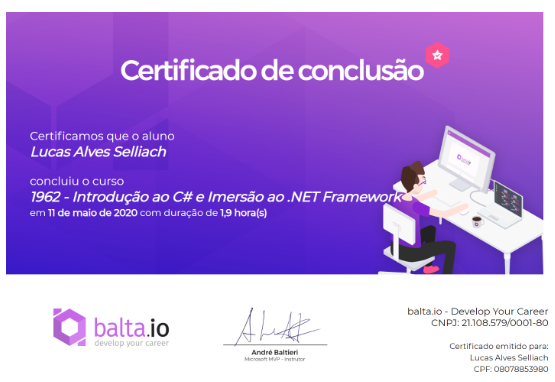 Certificado de conclusão
Certificamos que o aluno
Lucas Alves Selliach
concluiu o curso
1962 - Introdução ao C# e Imersão ao .NET Framework
em 11 de maio de 2020 com duração de 1,9 hora(s)
balta.io
develop your career
André Baltieri
Microsoft MVP - Instrutor
balta.io - Develop Your Career
CNPJ: 21.108.579/0001-80
Certificado emitido para:
Lucas Alves Selliach
CPF: 08078853980